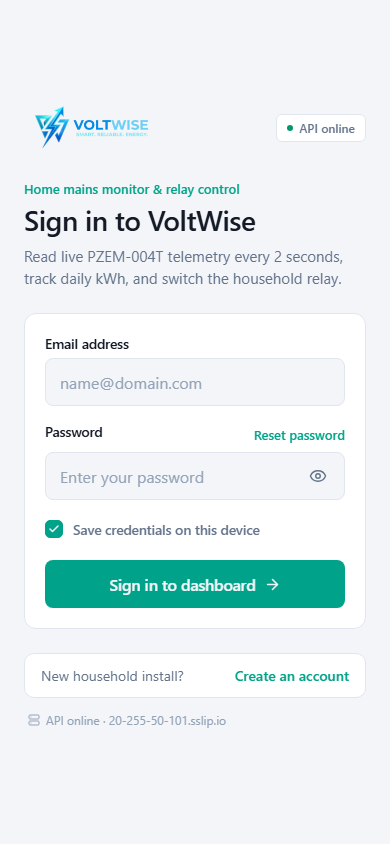 VOLTWISE
SMART. RELIABLE. ENERGY.
API online
Home mains monitor & relay control
Sign in to VoltWise
Read live PZEM-004T telemetry every 2 seconds,
track daily kWh, and switch the household relay.
Email address
name@domain.com
Password
Reset password
Enter your password
Save credentials on this device
Sign in to dashboard →
New household install?
Create an account
API online · 20-255-50-101.sslip.io